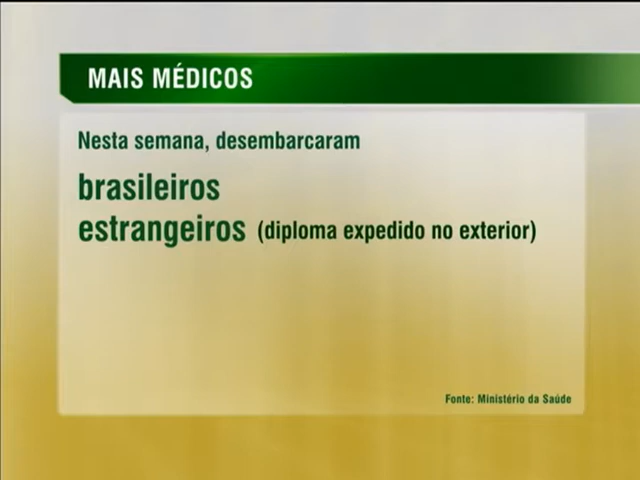 MAIS MÉDICOS
Nesta semana, desembarcaram
brasileiros
estrangeiros (diploma expedido no exterior)
Fonte: Ministério da Saúde